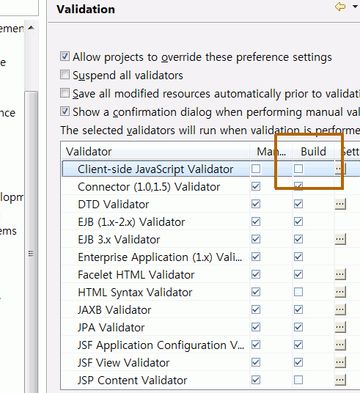 Validation
Allow projects to override these preference settings
Suspend all validators
Save all modified resources automatically prior to validati
Show a confirmation dialog when performing manual val
The selected validators will run when validation is performe
Validator Man... Build Sett
Client-side JavaScript Validator
Connector (1.0,1.5) Validator
DTD Validator
EJB (1.x-2.x) Validator
EJB 3.x Validator
Enterprise Application (1.x) Vali...
Facelet HTML Validator
HTML Syntax Validator
JAXB Validator
JPA Validator
JSF Application Configuration V...
JSF View Validator
JSP Content Validator
ement
nce
elopm
ems